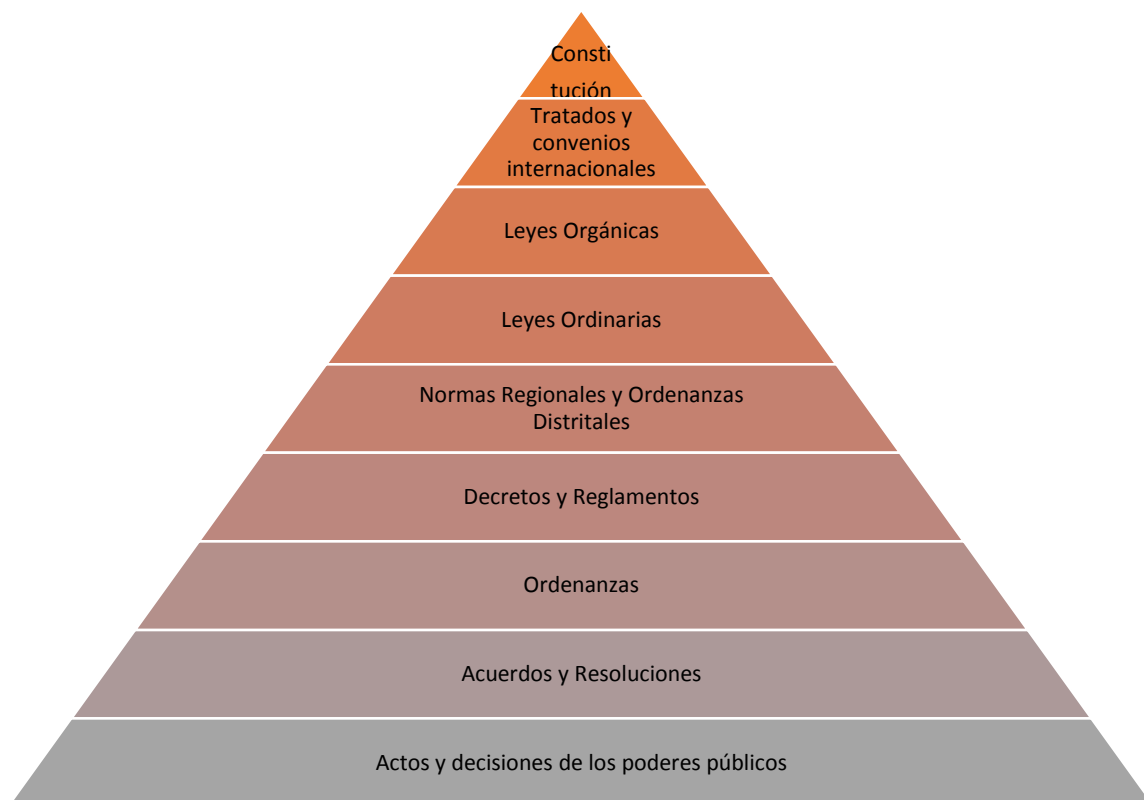 Consti
tución
Tratados y
convenios
internacionales
Leyes Orgánicas
Leyes Ordinarias
Normas Regionales y Ordenanzas
Distritales
Decretos y Reglamentos
Ordenanzas
Acuerdos y Resoluciones
Actos y decisiones de los poderes públicos